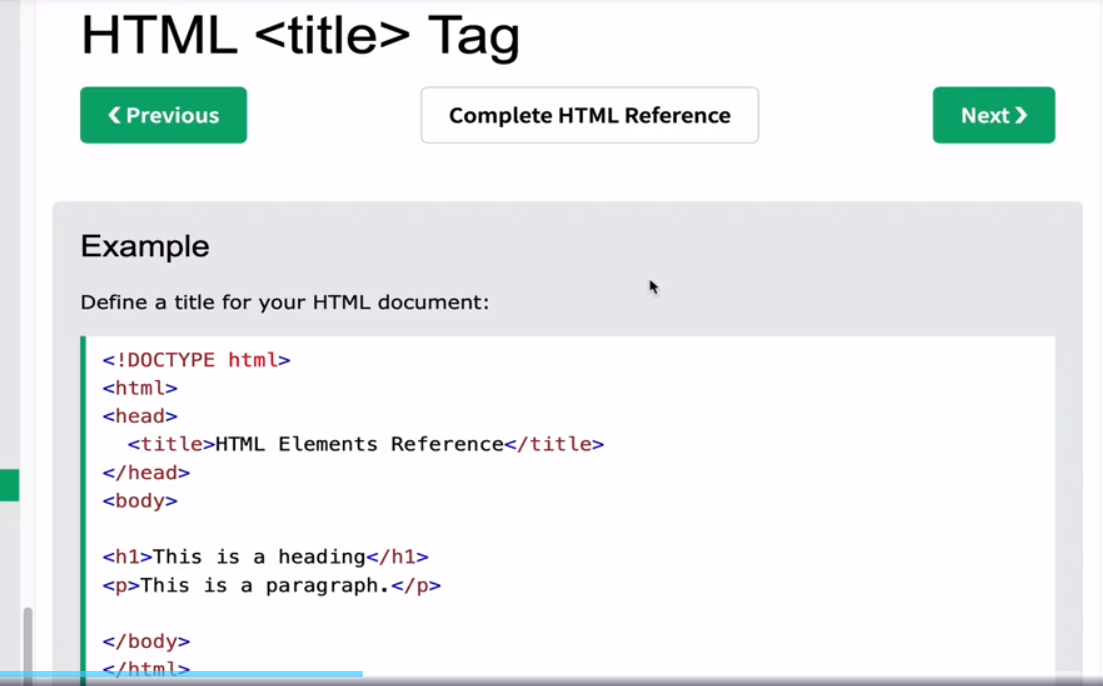 HTML <title> Tag
❮ Previous
Complete HTML Reference
Next ❯
Example
Define a title for your HTML document:
<!DOCTYPE html>
<html>
<head>
  <title>HTML Elements Reference</title>
</head>
<body>
<h1>This is a heading</h1>
<p>This is a paragraph.</p>
</body>
</html>